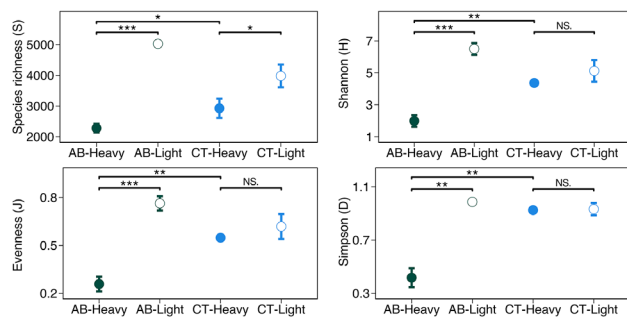 Species richness (S)
5000
4000
3000
2000
*
***
*
AB-Heavy AB-Light CT-Heavy CT-Light
Shannon (H)
7
5
3
1
**
***
NS.
AB-Heavy AB-Light CT-Heavy CT-Light
Evenness (J)
0.8
0.5
0.2
**
***
NS.
AB-Heavy AB-Light CT-Heavy CT-Light
Simpson (D)
1.1
0.9
0.6
0.3
**
**
NS.
AB-Heavy AB-Light CT-Heavy CT-Light